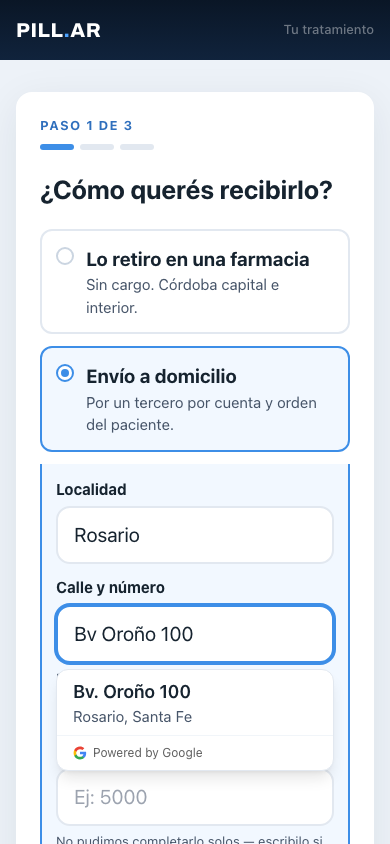 PILL.AR
Tu tratamiento
PASO 1 DE 3
¿Cómo querés recibirlo?
Lo retiro en una farmacia
Sin cargo. Córdoba capital e
interior.
Envío a domicilio
Por un tercero por cuenta y orden
del paciente.
Localidad
Rosario
Calle y número
Bv Oroño 100
Bv. Oroño 100
Rosario, Santa Fe
Powered by Google
Ej: 5000
No pudimos completarlo solos — escribilo si